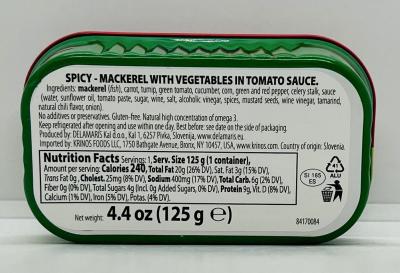 SPICY - MACKEREL WITH VEGETABLES IN TOMATO SAUCE.
Ingredients: mackerel (fish), carrot, turnip, green tomato, cucumber, corn, green and red pepper, celery stalk, sauce
(water, sunflower oil, tomato paste, sugar, wine, salt, alcoholic vinegar, spices, mustard seeds, wine vinegar, tamarind,
natural chili flavor, onion).
No additives or preservatives. Gluten-free. Natural high concentration of omega 3.
Keep refrigerated after opening and use within one day. Best before: see date on the side of packaging.
Produced by: DELAMARIS Kal d.o.o., Kal 1, 6257 Pivka, Slovenia, www.delamaris.eu.
Imported by: KRINOS FOODS LLC, 1750 Bathgate Avenue, Bronx, NY 10457, USA, www.krinos.com. Country of origin: Slovenia.
Nutrition Facts Servings: 1, Serv. Size 125 g (1 container),
Amount per serving: Calories 240, Total Fat 20g (26% DV), Sat. Fat 3g (15% DV),
Trans Fat 0g, Cholest. 25mg (8% DV), Sodium 400mg (17% DV), Total Carb. 6g (2% DV),
Fiber 0g (0% DV), Total Sugars 4g (Incl. 0g Added Sugars, 0% DV), Protein 9g, Vit. D (8% DV),
Calcium (1% DV), Iron (5% DV), Potas. (4% DV).
SI 165
ES
ALU
Net weight: 4.4 oz (125 g) ℮
84170084